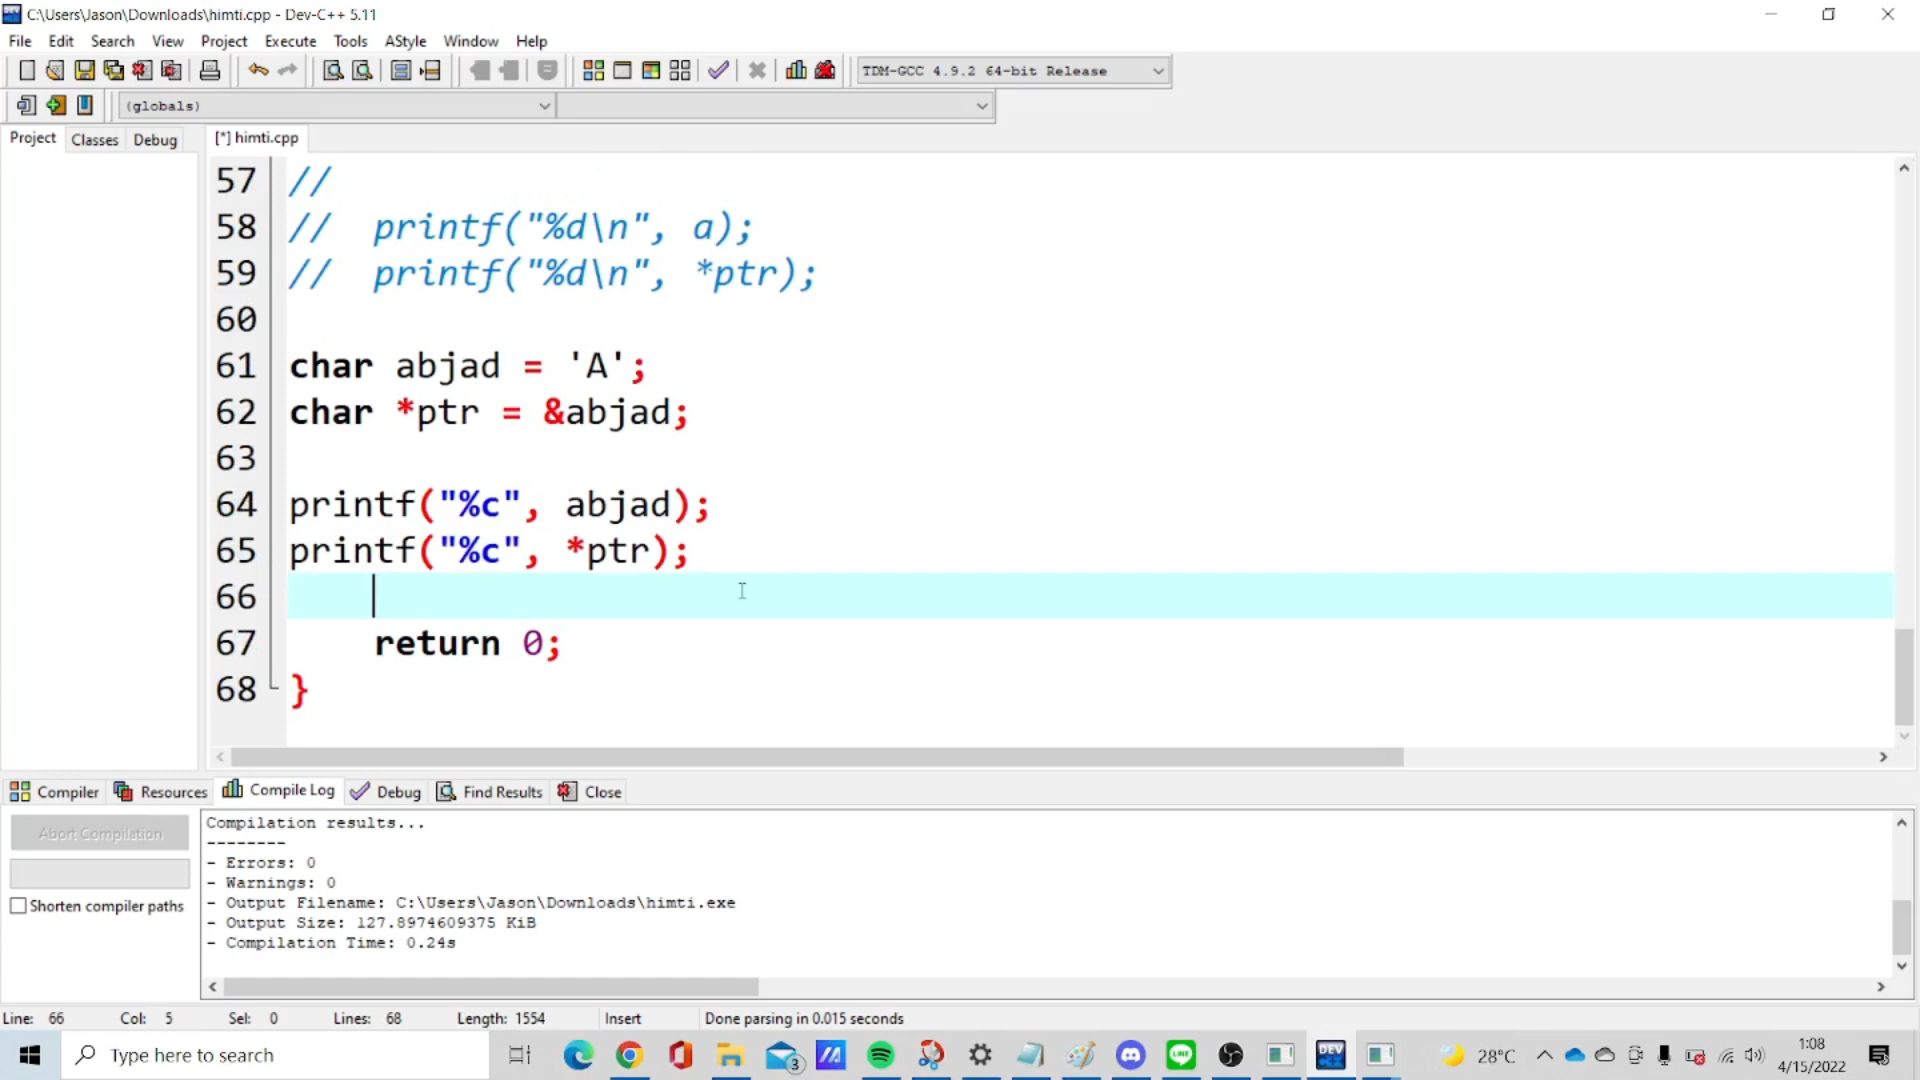 C:\Users\Jason\Downloads\himti.cpp - Dev-C++ 5.11
File Edit Search View Project Execute Tools AStyle Window Help
TDM-GCC 4.9.2 64-bit Release
(globals)
Project Classes Debug [*] himti.cpp
57 //
58 // printf("%d\n", a);
59 // printf("%d\n", *ptr);
60
61 char abjad = 'A';
62 char *ptr = &abjad;
63
64 printf("%c", abjad);
65 printf("%c", *ptr);
66
67 return 0;
68 }
Compiler Resources Compile Log Debug Find Results Close
Abort Compilation
Shorten compiler paths
Compilation results...
--------
- Errors: 0
- Warnings: 0
- Output Filename: C:\Users\Jason\Downloads\himti.exe
- Output Size: 127.8974609375 KiB
- Compilation Time: 0.24s
Line: 66 Col: 5 Sel: 0 Lines: 68 Length: 1554 Insert Done parsing in 0.015 seconds
Type here to search
3
LINE
DEV
28°C
1:08
4/15/2022